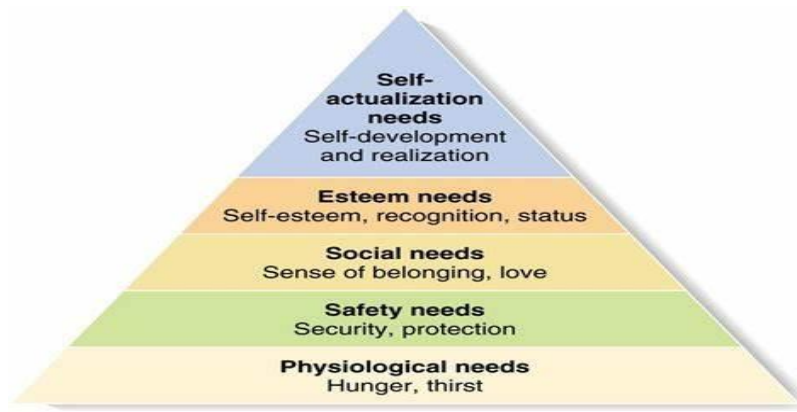 Self-
actualization
needs
Self-development
and realization
Esteem needs
Self-esteem, recognition, status
Social needs
Sense of belonging, love
Safety needs
Security, protection
Physiological needs
Hunger, thirst